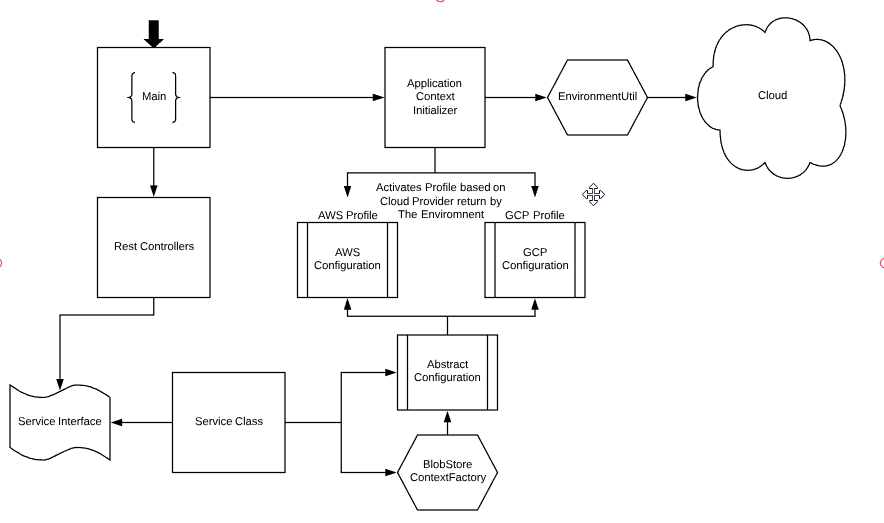 Main
Application
Context
Initializer
EnvironmentUtil
Cloud
Activates Profile based on
Cloud Provider return by
The Enviromnent
AWS Profile
GCP Profile
Rest Controllers
AWS
Configuration
GCP
Configuration
Abstract
Configuration
Service Interface
Service Class
BlobStore
ContextFactory